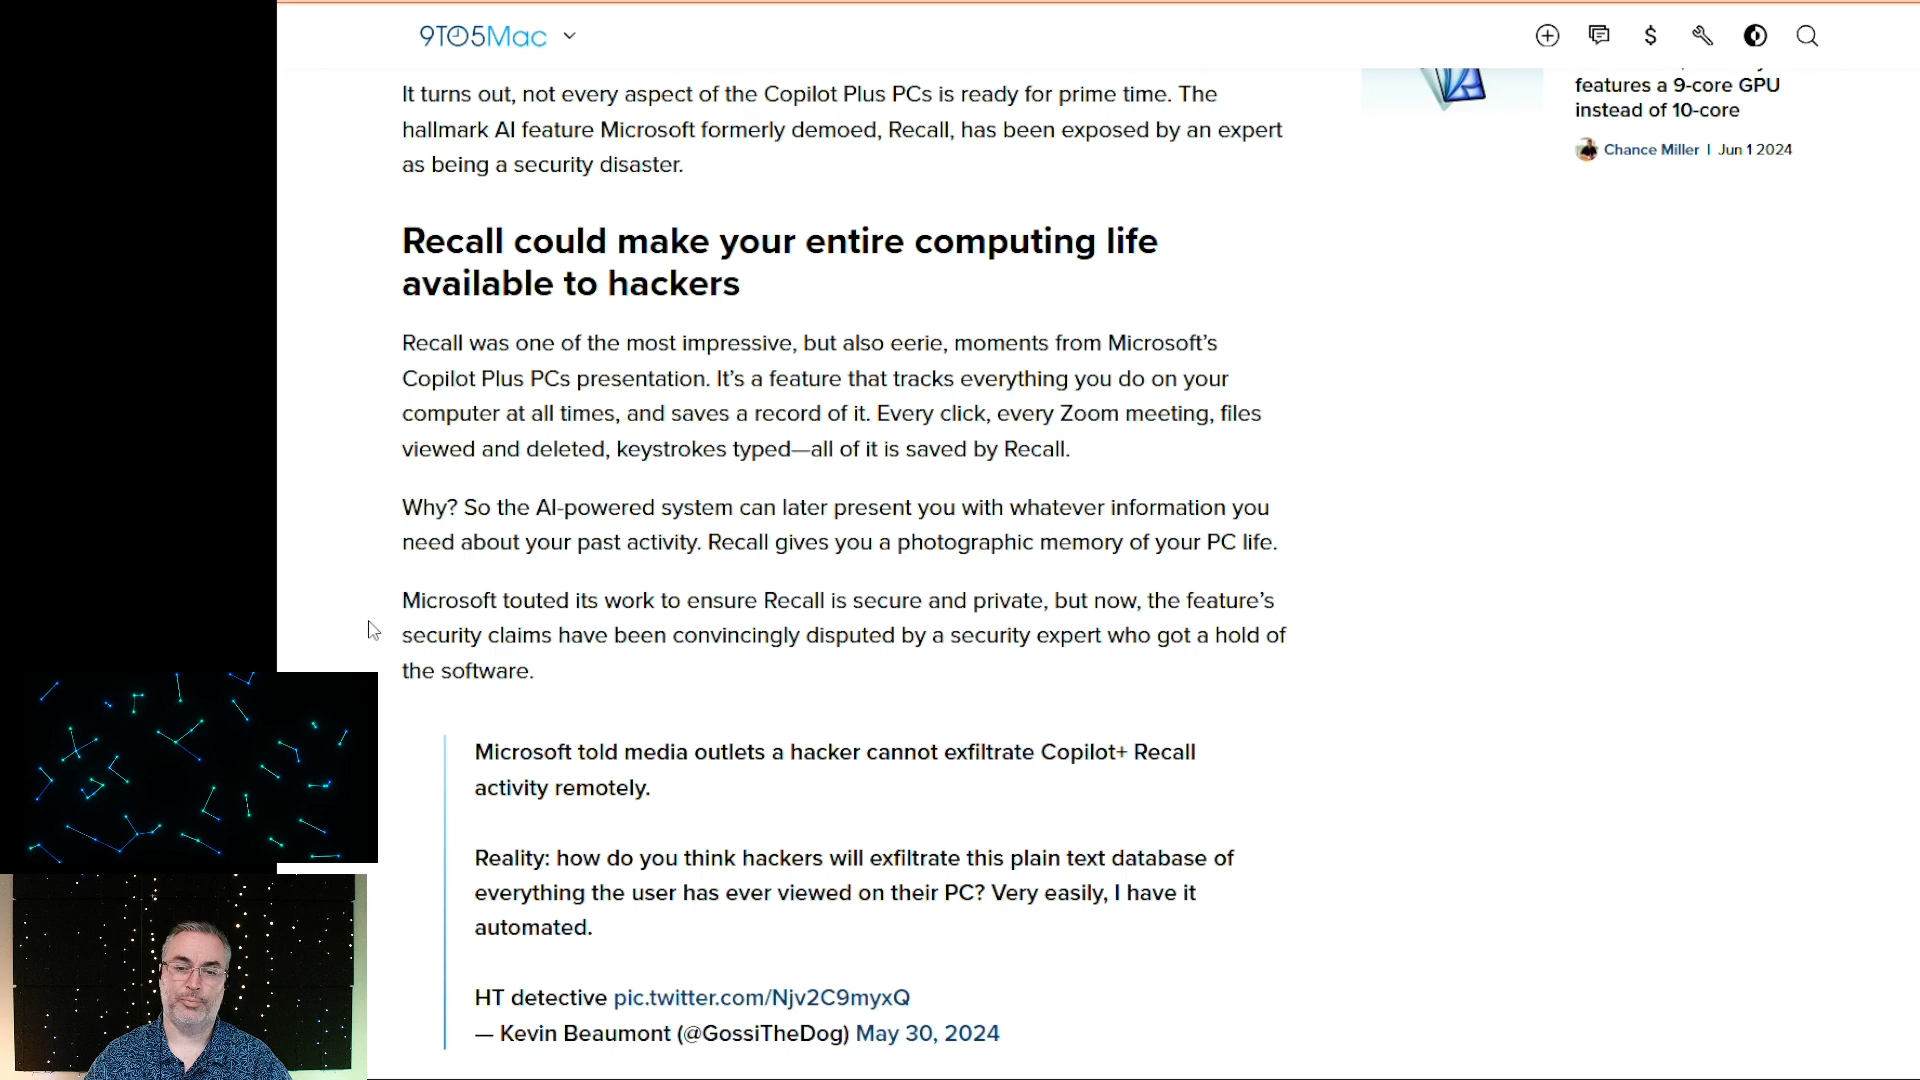 9TO5Mac
It turns out, not every aspect of the Copilot Plus PCs is ready for prime time. The
hallmark AI feature Microsoft formerly demoed, Recall, has been exposed by an expert
as being a security disaster.
features a 9-core GPU
instead of 10-core
Chance Miller | Jun 1 2024
Recall could make your entire computing life
available to hackers
Recall was one of the most impressive, but also eerie, moments from Microsoft’s
Copilot Plus PCs presentation. It’s a feature that tracks everything you do on your
computer at all times, and saves a record of it. Every click, every Zoom meeting, files
viewed and deleted, keystrokes typed—all of it is saved by Recall.
Why? So the AI-powered system can later present you with whatever information you
need about your past activity. Recall gives you a photographic memory of your PC life.
Microsoft touted its work to ensure Recall is secure and private, but now, the feature’s
security claims have been convincingly disputed by a security expert who got a hold of
the software.
Microsoft told media outlets a hacker cannot exfiltrate Copilot+ Recall
activity remotely.
Reality: how do you think hackers will exfiltrate this plain text database of
everything the user has ever viewed on their PC? Very easily, I have it
automated.
HT detective pic.twitter.com/Njv2C9myxQ
— Kevin Beaumont (@GossiTheDog) May 30, 2024